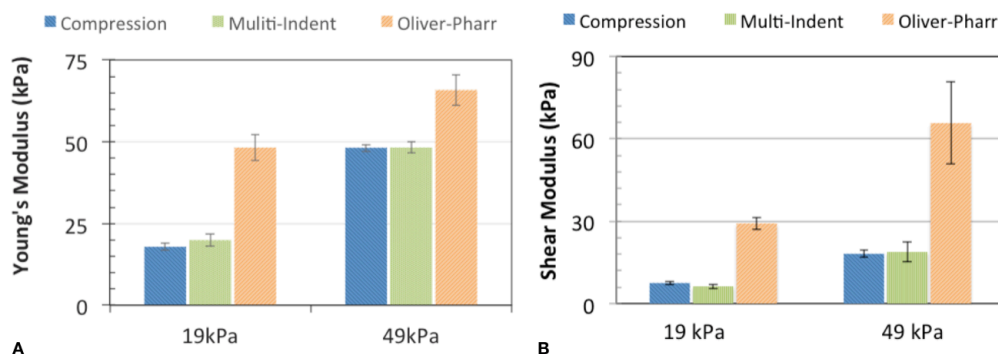 Compression Muliti-Indent Oliver-Pharr
Young's Modulus (kPa)
75
50
25
0
19kPa 49kPa
A
Compression Multi-Indent Oliver-Pharr
Shear Modulus (kPa)
90
60
30
0
19 kPa 49 kPa
B